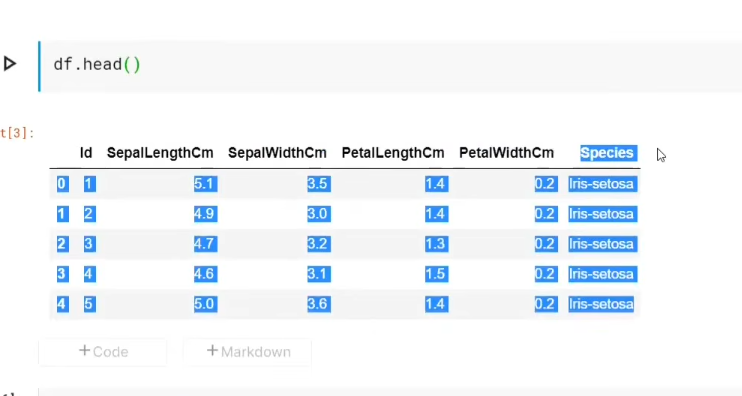 df.head()
t[3]:
Id SepalLengthCm SepalWidthCm PetalLengthCm PetalWidthCm Species
0 1 5.1 3.5 1.4 0.2 Iris-setosa
1 2 4.9 3.0 1.4 0.2 Iris-setosa
2 3 4.7 3.2 1.3 0.2 Iris-setosa
3 4 4.6 3.1 1.5 0.2 Iris-setosa
4 5 5.0 3.6 1.4 0.2 Iris-setosa
+ Code + Markdown